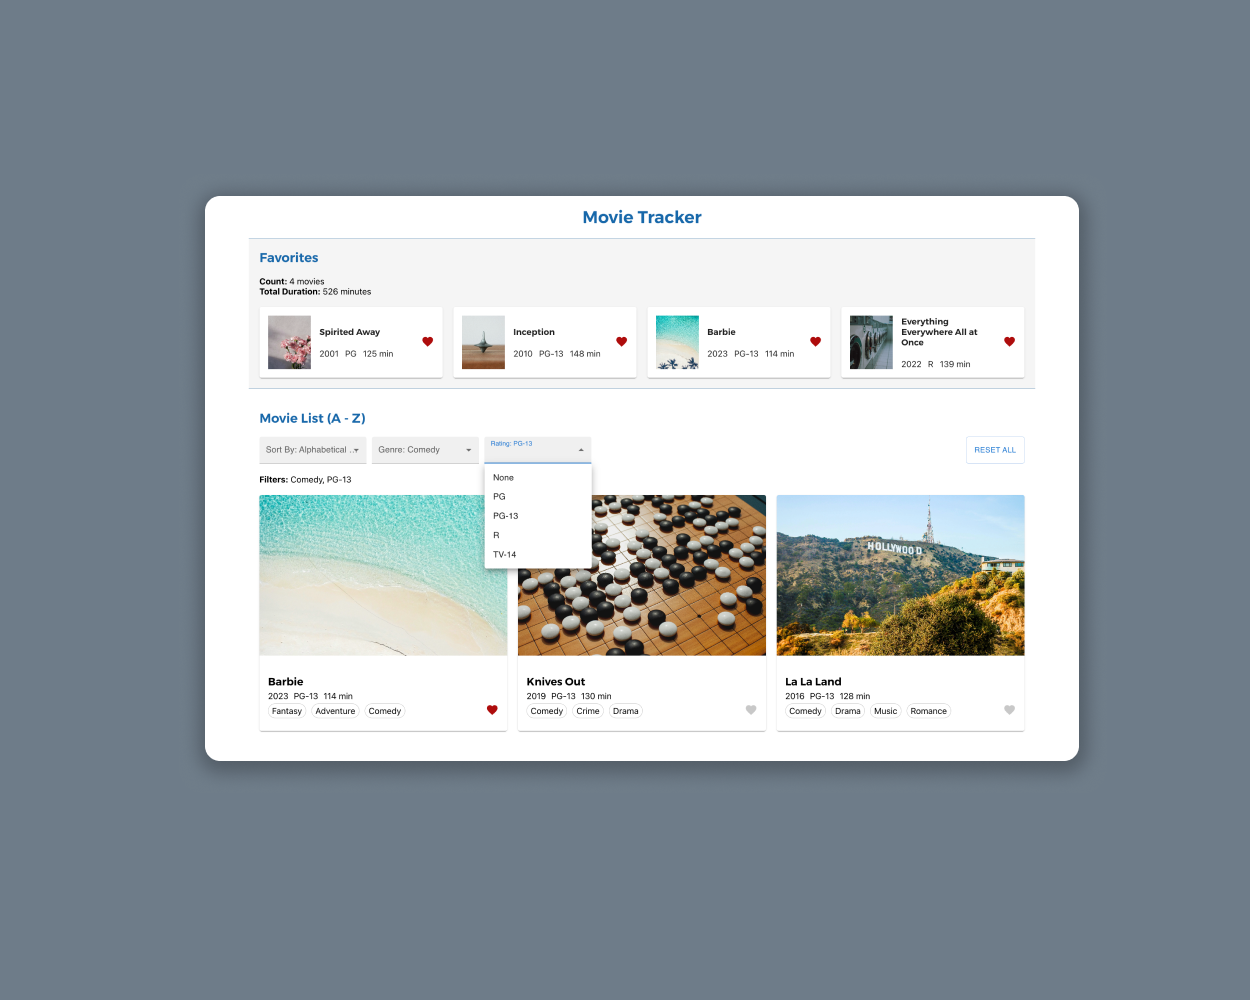 Movie Tracker
Favorites
Count: 4 movies
Total Duration: 526 minutes
Spirited Away
2001 PG 125 min
Inception
2010 PG-13 148 min
Barbie
2023 PG-13 114 min
Everything
Everywhere All at
Once
2022 R 139 min
Movie List (A - Z)
Sort By: Alphabetical ...
Genre: Comedy
Rating: PG-13
RESET ALL
None
PG
PG-13
R
TV-14
Filters: Comedy, PG-13
HOLLYWOOD
Barbie
2023 PG-13 114 min
Fantasy Adventure Comedy
Knives Out
2019 PG-13 130 min
Comedy Crime Drama
La La Land
2016 PG-13 128 min
Comedy Drama Music Romance